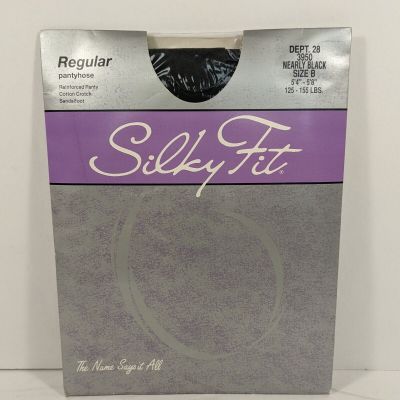 Regular
pantyhose
Reinforced Panty
Cotton Crotch
Sandalfoot
DEPT. 28
3950
NEARLY BLACK
SIZE B
5'4" - 5'8"
125 - 155 LBS.
Silky Fit®
The Name Says it All